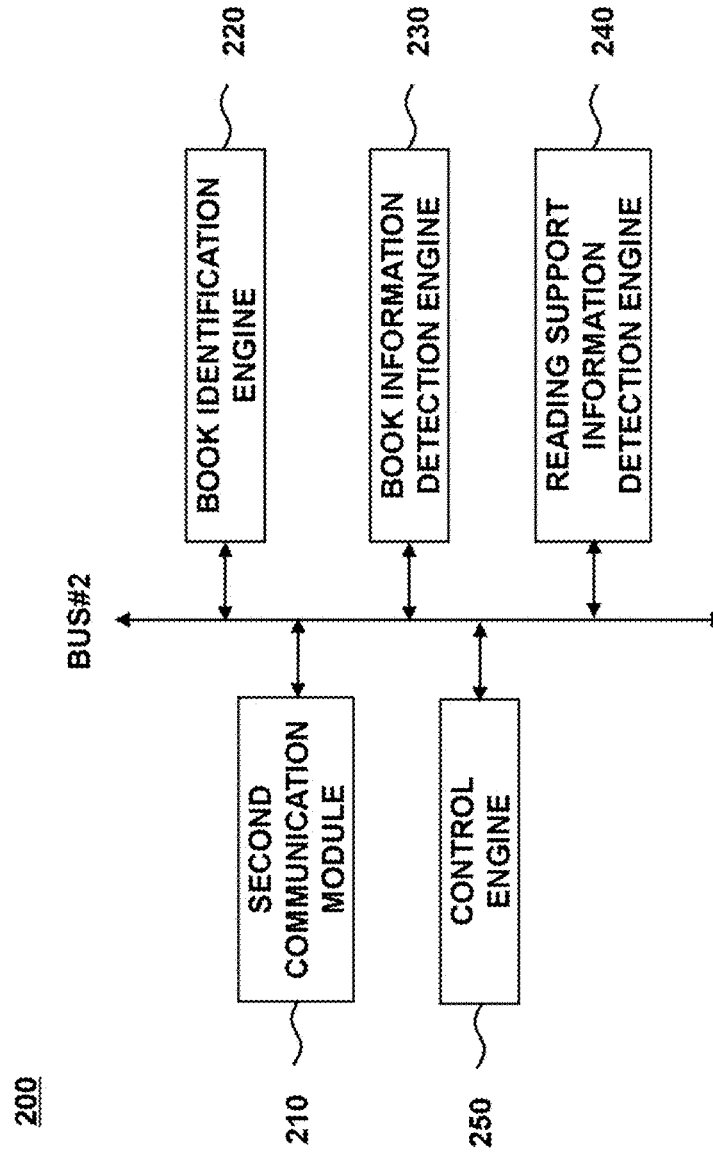 200
BUS#2
SECOND
COMMUNICATION
MODULE
210
CONTROL
ENGINE
250
BOOK IDENTIFICATION
ENGINE
220
BOOK INFORMATION
DETECTION ENGINE
230
READING SUPPORT
INFORMATION
DETECTION ENGINE
240